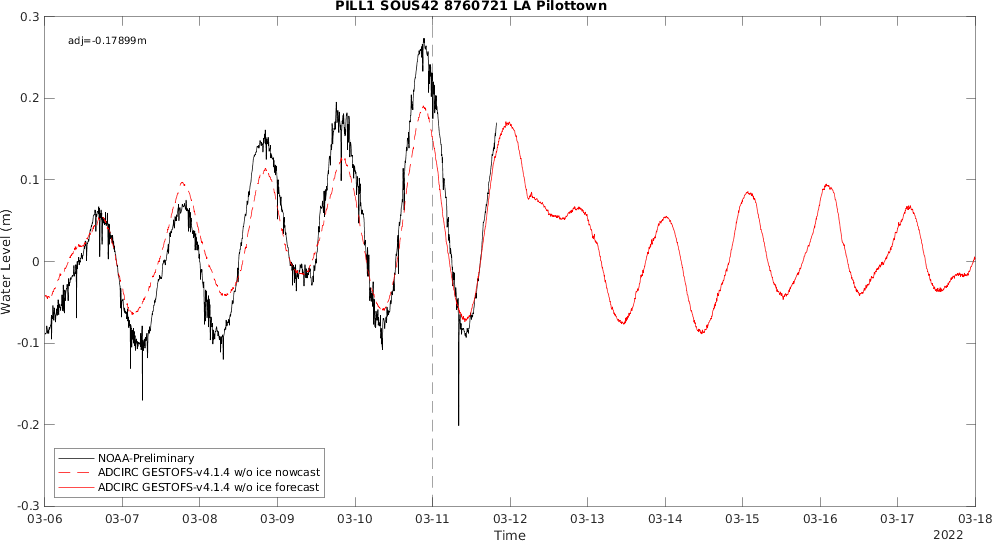 PILL1 SOUS42 8760721 LA Pilottown
adj=-0.17899m
0.3
0.2
0.1
0
-0.1
-0.2
-0.3
Water Level (m)
NOAA-Preliminary
ADCIRC GESTOFS-v4.1.4 w/o ice nowcast
ADCIRC GESTOFS-v4.1.4 w/o ice forecast
03-06 03-07 03-08 03-09 03-10 03-11 03-12 03-13 03-14 03-15 03-16 03-17 03-18
Time
2022